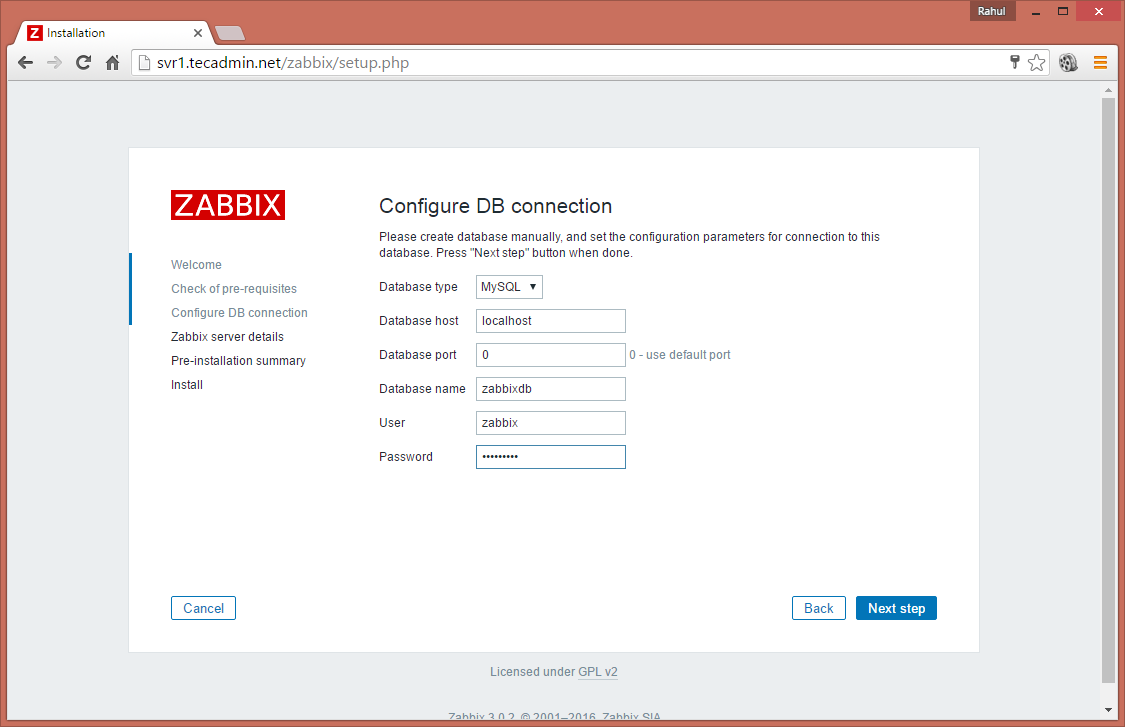 Rahul
Z Installation
svr1.tecadmin.net/zabbix/setup.php
ZABBIX
Welcome
Check of pre-requisites
Configure DB connection
Zabbix server details
Pre-installation summary
Install
Configure DB connection
Please create database manually, and set the configuration parameters for connection to this
database. Press "Next step" button when done.
Database type MySQL
Database host localhost
Database port 0 0 - use default port
Database name zabbixdb
User zabbix
Password •••••••••
Cancel Back Next step
Licensed under GPL v2
Zabbix 3.0.2. © 2001–2016, Zabbix SIA